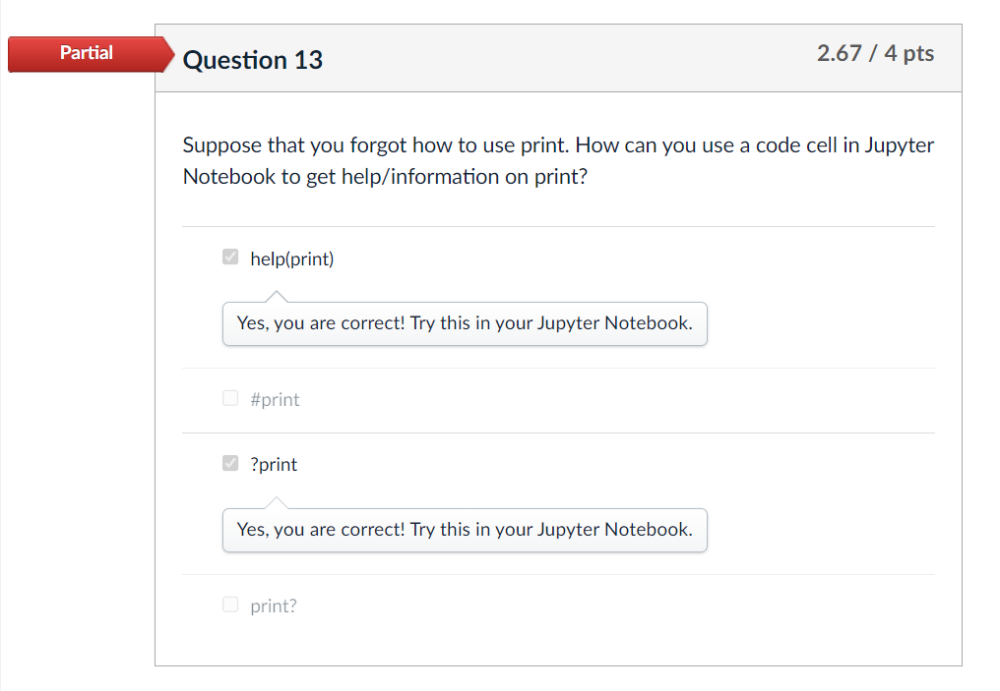 Partial
Question 13
2.67 / 4 pts
Suppose that you forgot how to use print. How can you use a code cell in Jupyter
Notebook to get help/information on print?
help(print)
Yes, you are correct! Try this in your Jupyter Notebook.
#print
?print
Yes, you are correct! Try this in your Jupyter Notebook.
print?